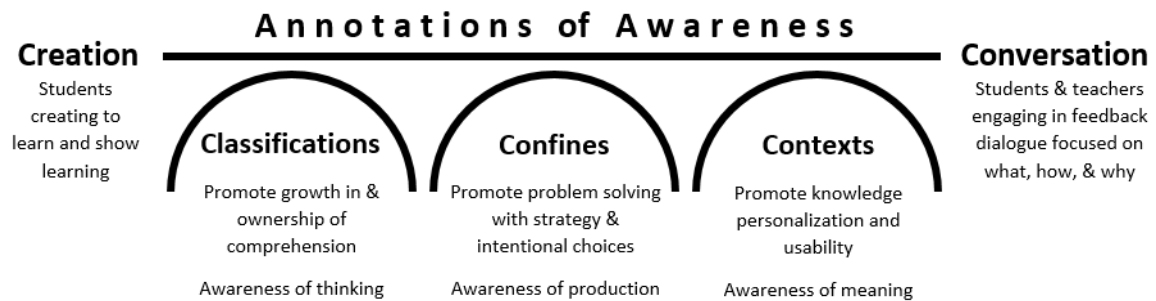 Annotations of Awareness
Creation
Students
creating to
learn and show
learning
Classifications
Promote growth in &
ownership of
comprehension
Awareness of thinking
Confines
Promote problem solving
with strategy &
intentional choices
Awareness of production
Contexts
Promote knowledge
personalization and
usability
Awareness of meaning
Conversation
Students & teachers
engaging in feedback
dialogue focused on
what, how, & why